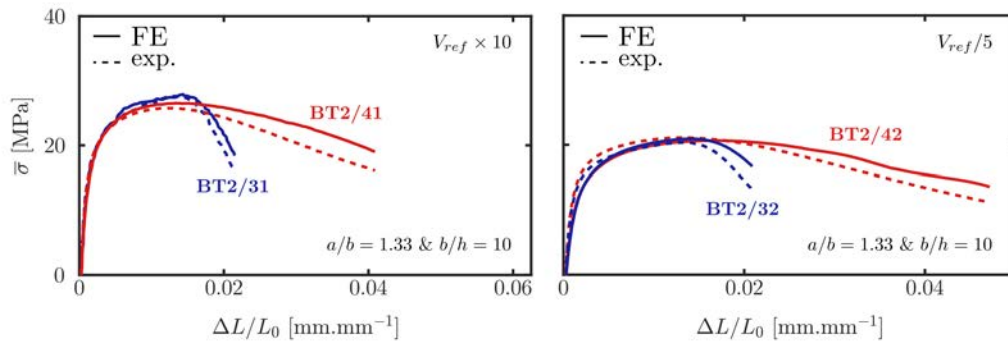 40
20
0
σ̅ [MPa]
FE
exp.
V_ref × 10
BT2/41
BT2/31
a/b = 1.33 & b/h = 10
0
0.02
0.04
0.06
ΔL/L₀ [mm.mm⁻¹]
FE
exp.
V_ref/5
BT2/42
BT2/32
a/b = 1.33 & b/h = 10
0
0.02
0.04
ΔL/L₀ [mm.mm⁻¹]